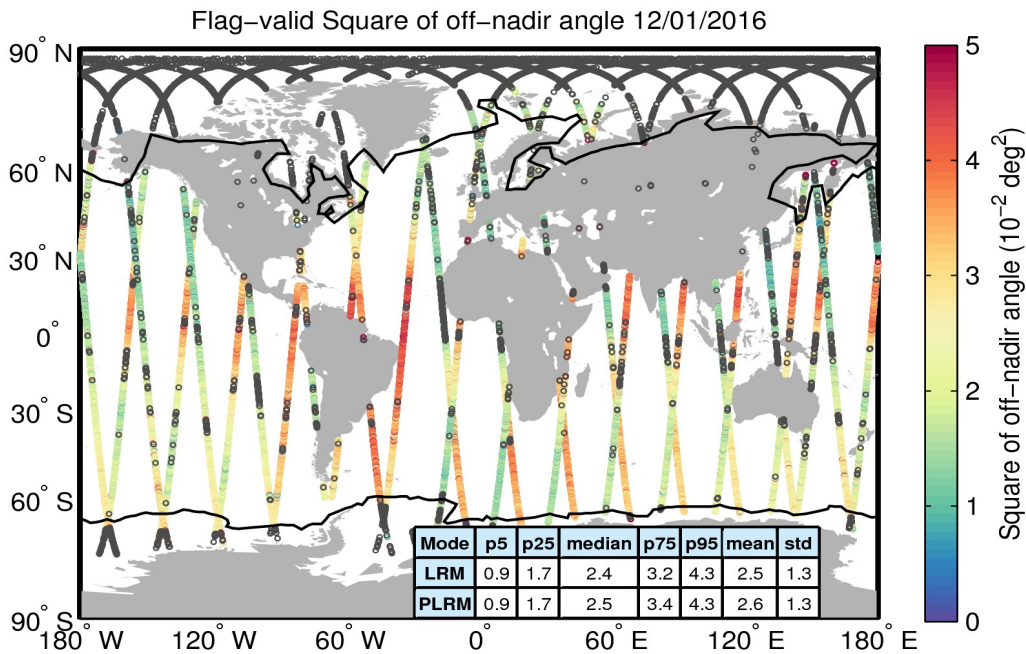 Flag−valid Square of off−nadir angle 12/01/2016
90° N
60° N
30° N
0°
30° S
60° S
90° S
180° W
120° W
60° W
0°
60° E
120° E
180° E
Mode p5 p25 median p75 p95 mean std
LRM 0.9 1.7 2.4 3.2 4.3 2.5 1.3
PLRM 0.9 1.7 2.5 3.4 4.3 2.6 1.3
5
4
3
2
1
0
Square of off−nadir angle (10⁻² deg²)